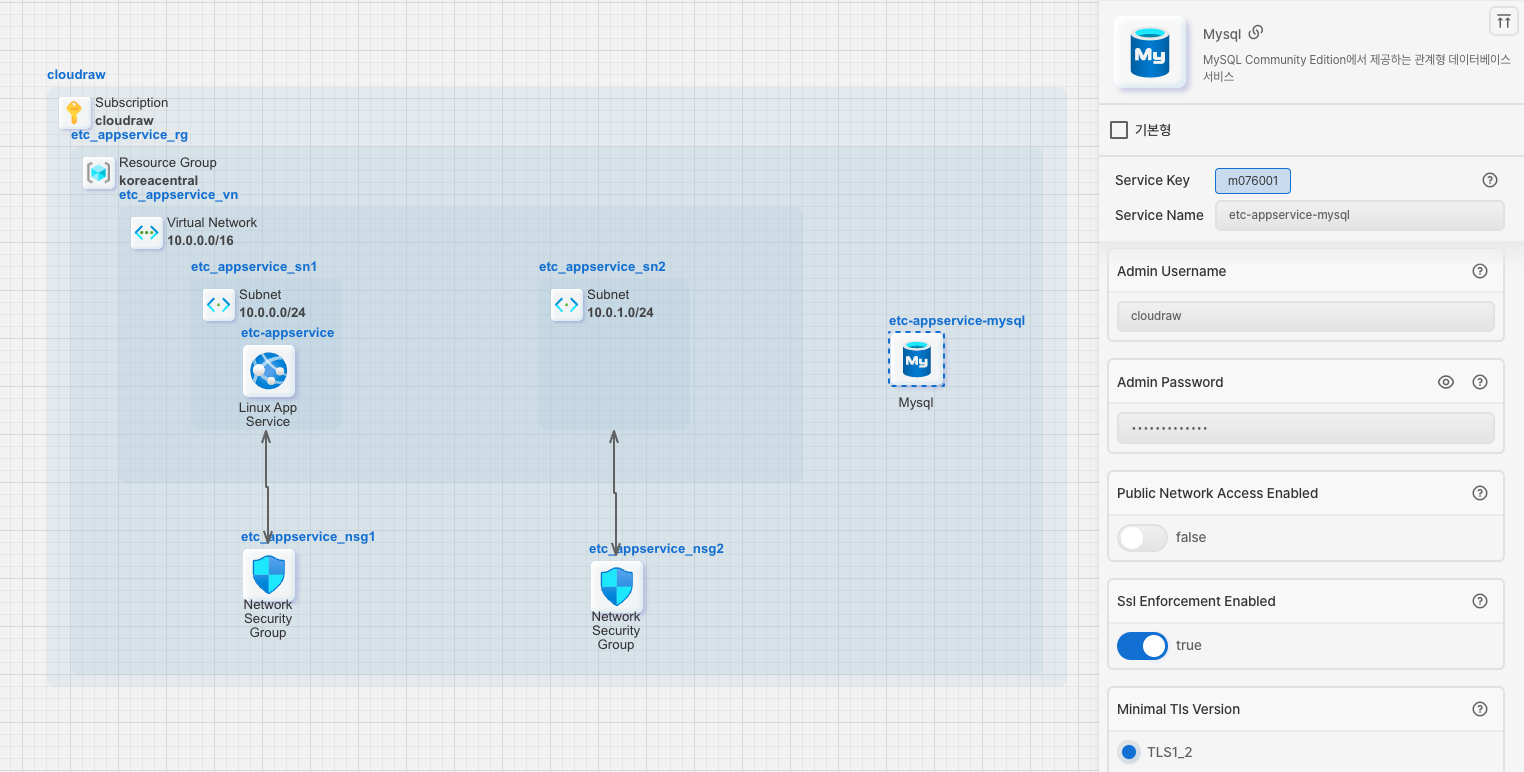 cloudraw
Subscription
cloudraw
etc_appservice_rg
Resource Group
koreacentral
etc_appservice_vn
Virtual Network
10.0.0.0/16
etc_appservice_sn1
Subnet
10.0.0.0/24
etc-appservice
Linux App
Service
etc_appservice_sn2
Subnet
10.0.1.0/24
etc-appservice-mysql
My
Mysql
etc_appservice_nsg1
Network
Security
Group
etc_appservice_nsg2
Network
Security
Group
My
Mysql
MySQL Community Edition에서 제공하는 관계형 데이터베이스
서비스
기본형
Service Key
m076001
Service Name
etc-appservice-mysql
Admin Username
cloudraw
Admin Password
•••••••••••••
Public Network Access Enabled
false
Ssl Enforcement Enabled
true
Minimal Tls Version
TLS1_2